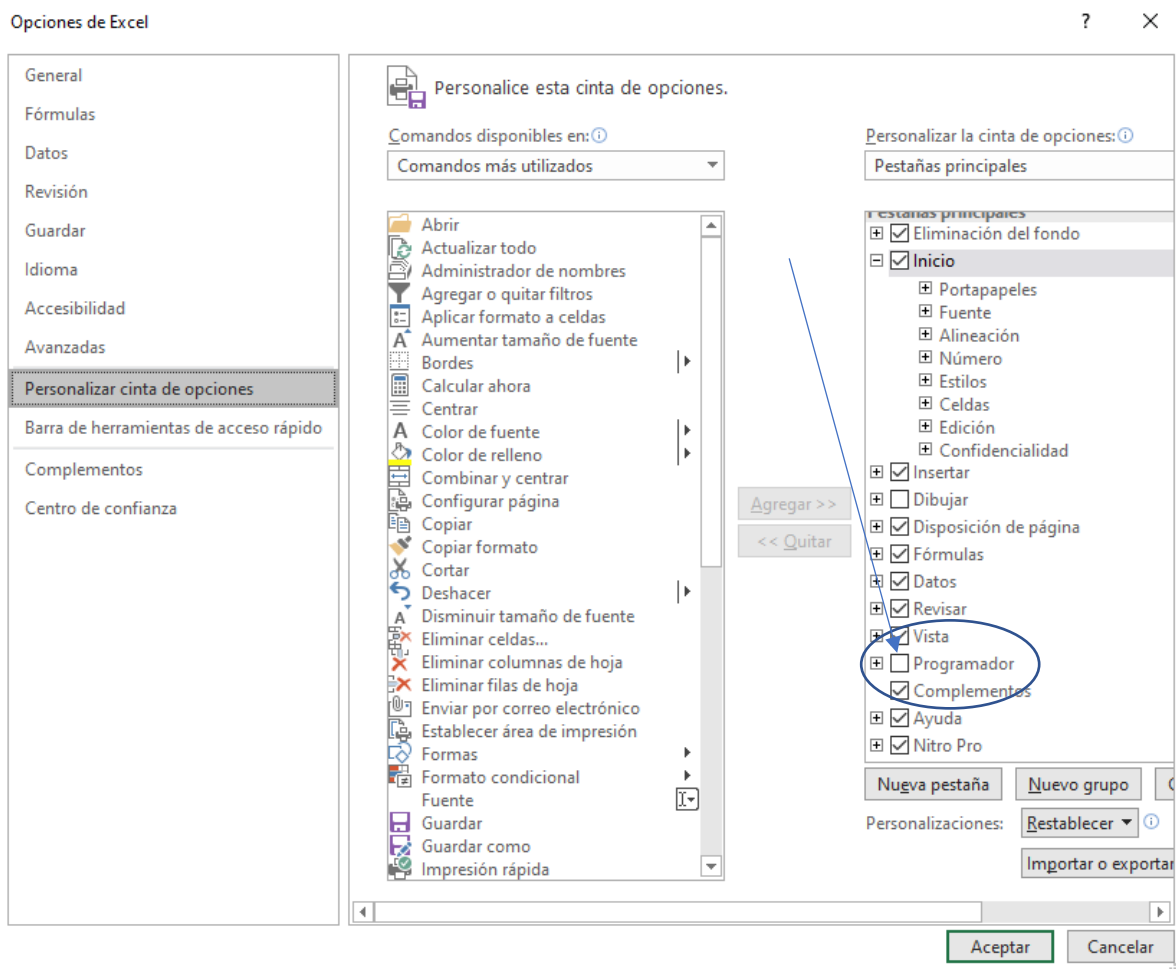 Opciones de Excel
?
General
Fórmulas
Datos
Revisión
Guardar
Idioma
Accesibilidad
Avanzadas
Personalizar cinta de opciones
Barra de herramientas de acceso rápido
Complementos
Centro de confianza
Personalice esta cinta de opciones.
Comandos disponibles en:
Comandos más utilizados
Abrir
Actualizar todo
Administrador de nombres
Agregar o quitar filtros
Aplicar formato a celdas
Aumentar tamaño de fuente
Bordes
Calcular ahora
Centrar
Color de fuente
Color de relleno
Combinar y centrar
Configurar página
Copiar
Copiar formato
Cortar
Deshacer
Disminuir tamaño de fuente
Eliminar celdas...
Eliminar columnas de hoja
Eliminar filas de hoja
Enviar por correo electrónico
Establecer área de impresión
Formas
Formato condicional
Fuente
Guardar
Guardar como
Impresión rápida
Agregar >>
<< Quitar
Personalizar la cinta de opciones:
Pestañas principales
Pestañas principales
Eliminación del fondo
Inicio
Portapapeles
Fuente
Alineación
Número
Estilos
Celdas
Edición
Confidencialidad
Insertar
Dibujar
Disposición de página
Fórmulas
Datos
Revisar
Vista
Programador
Complementos
Ayuda
Nitro Pro
Nueva pestaña
Nuevo grupo
Personalizaciones:
Restablecer
Importar o exportar
Aceptar
Cancelar